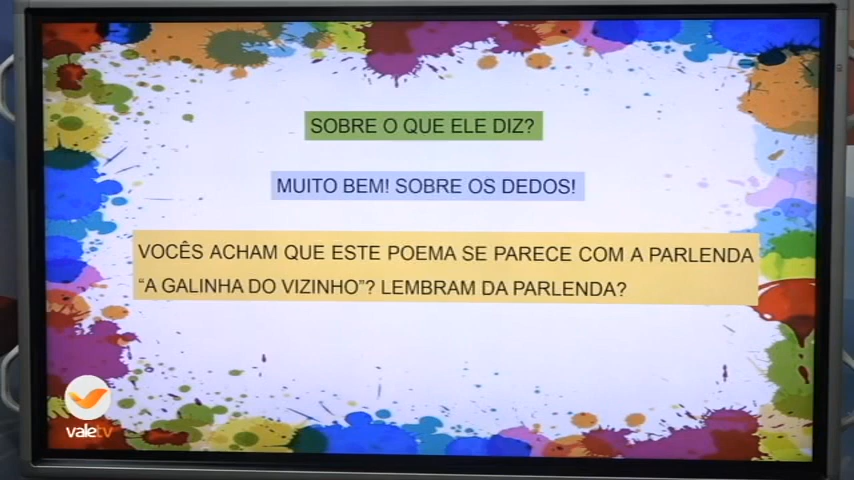 SOBRE O QUE ELE DIZ?
MUITO BEM! SOBRE OS DEDOS!
VOCÊS ACHAM QUE ESTE POEMA SE PARECE COM A PARLENDA
“A GALINHA DO VIZINHO”? LEMBRAM DA PARLENDA?
valetv